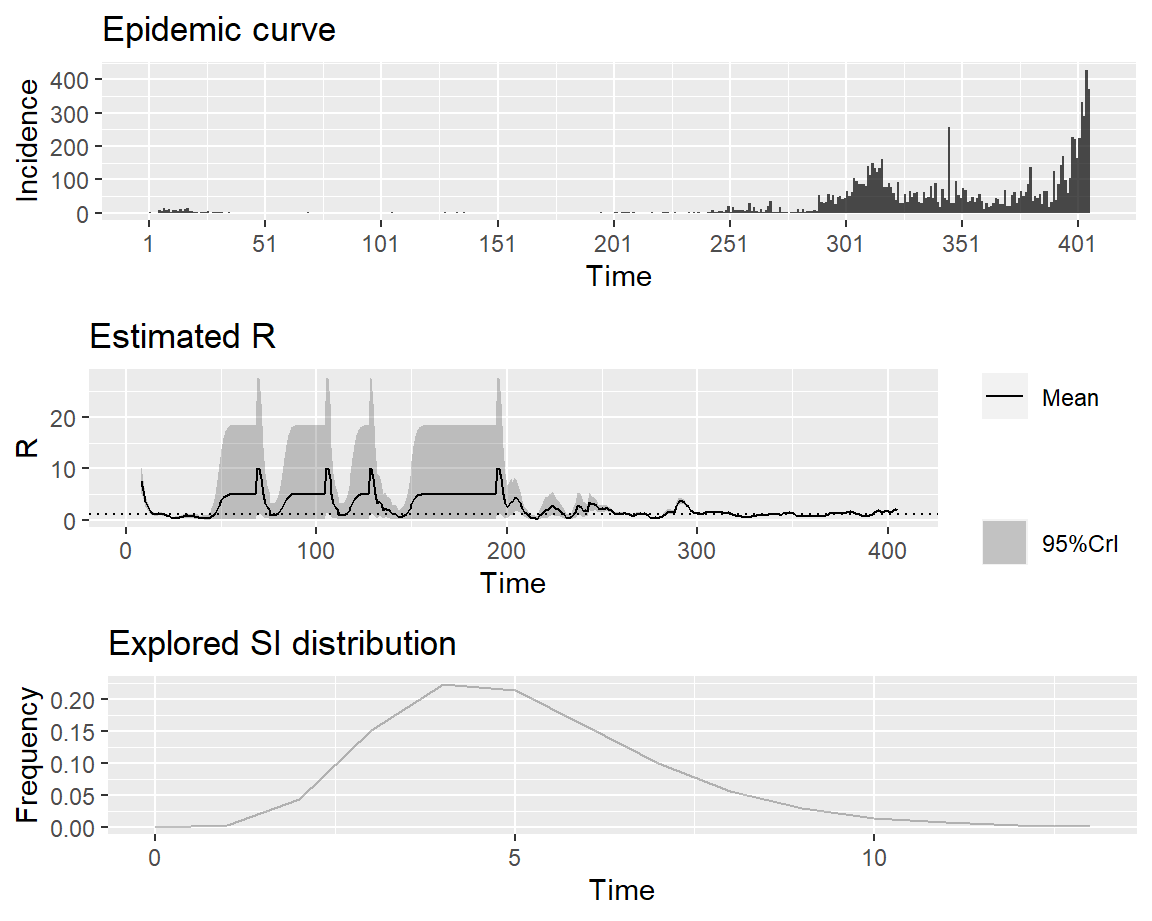 Epidemic curve
Incidence
400
300
200
100
0
1 51 101 151 201 251 301 351 401
Time
Estimated R
R
20
10
0
0 100 200 300 400
Time
Mean
95%CrI
Explored SI distribution
Frequency
0.20
0.15
0.10
0.05
0.00
0 5 10
Time